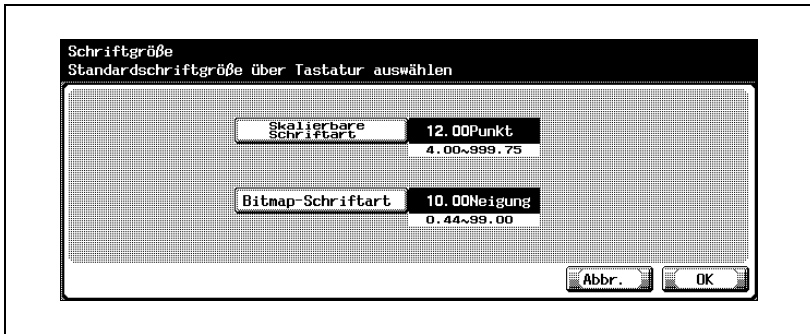 Schriftgröße
Standardschriftgröße über Tastatur auswählen
Skalierbare
Schriftart
12.00Punkt
4.00~999.75
Bitmap-Schriftart
10.00Neigung
0.44~99.00
Abbr.
OK